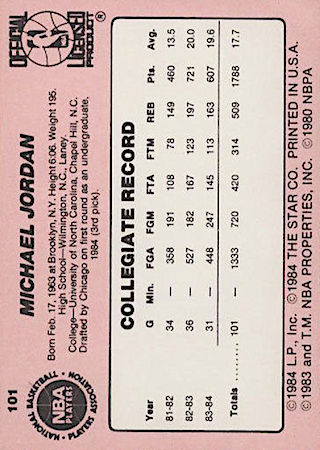 101
NATIONAL BASKETBALL
NBA
PLAYERS
PLAYERS ASSOCIATION
MICHAEL JORDAN
OFFICIAL
LICENSED
PRODUCT
®
Born Feb. 17, 1963 at Brooklyn, N.Y. Height 6:06. Weight 195.
High School—Wilmington, N.C., Laney.
College—University of North Carolina, Chapel Hill, N.C.
Drafted by Chicago on first round as an undergraduate,
1984 (3rd pick).
COLLEGIATE RECORD
Year G Min. FGA FGM FTA FTM REB Pts. Avg.
81-82 34 — 358 191 108 78 149 460 13.5
82-83 36 — 527 182 167 123 197 721 20.0
83-84 31 — 448 247 145 113 163 607 19.6
Totals ........ 101 — 1333 720 420 314 509 1788 17.7
©1984 L.P., Inc. ©1984 THE STAR CO. PRINTED IN U.S.A.
©1983 and T.M. NBA PROPERTIES, INC. ©1980 NBPA